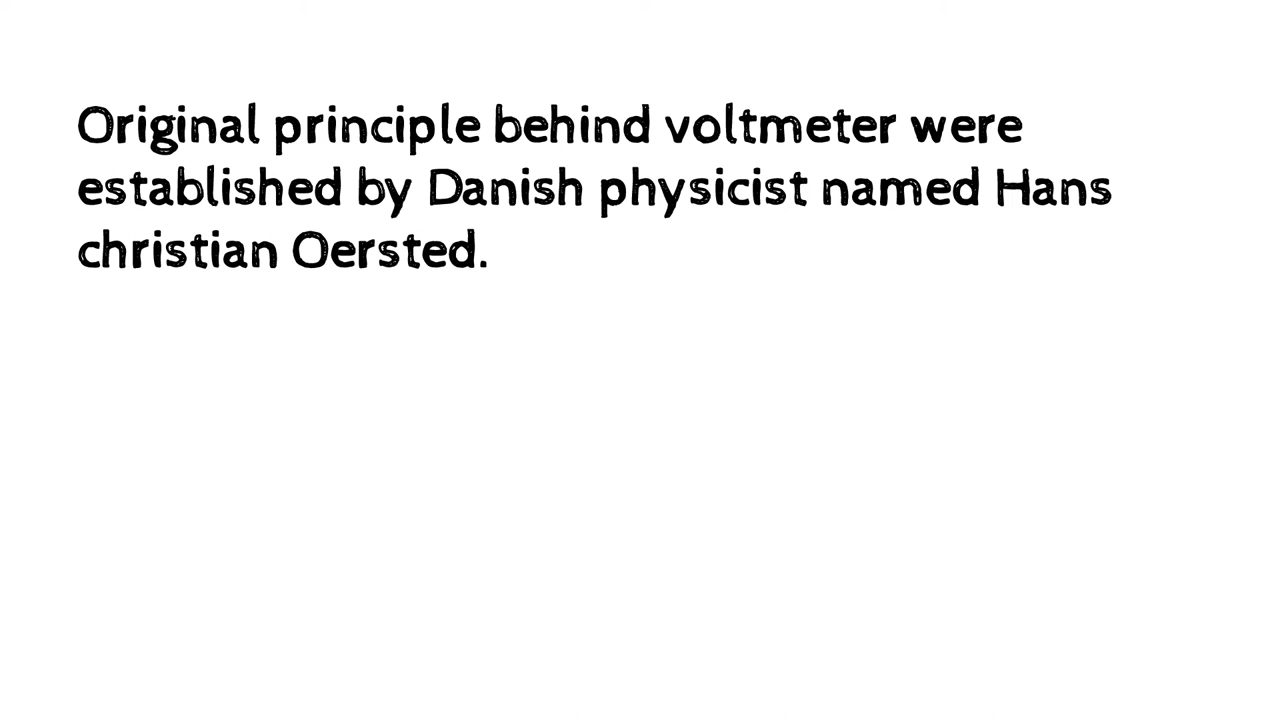 Original principle behind voltmeter were
established by Danish physicist named Hans
christian Oersted.